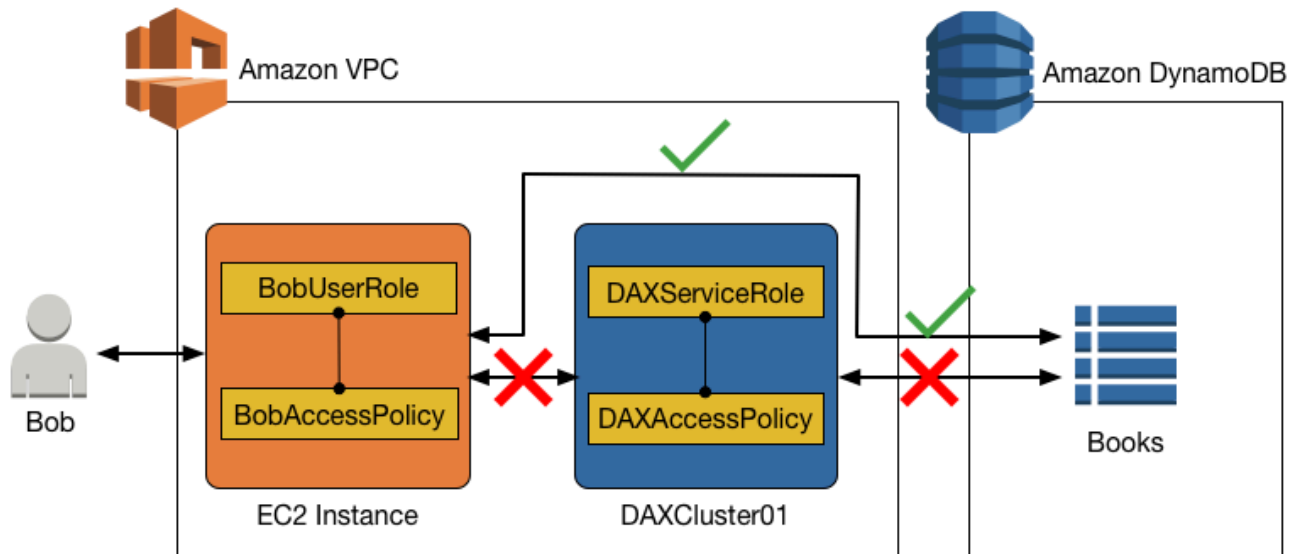 Amazon VPC
Amazon DynamoDB
BobUserRole
DAXServiceRole
BobAccessPolicy
DAXAccessPolicy
Bob
Books
EC2 Instance
DAXCluster01